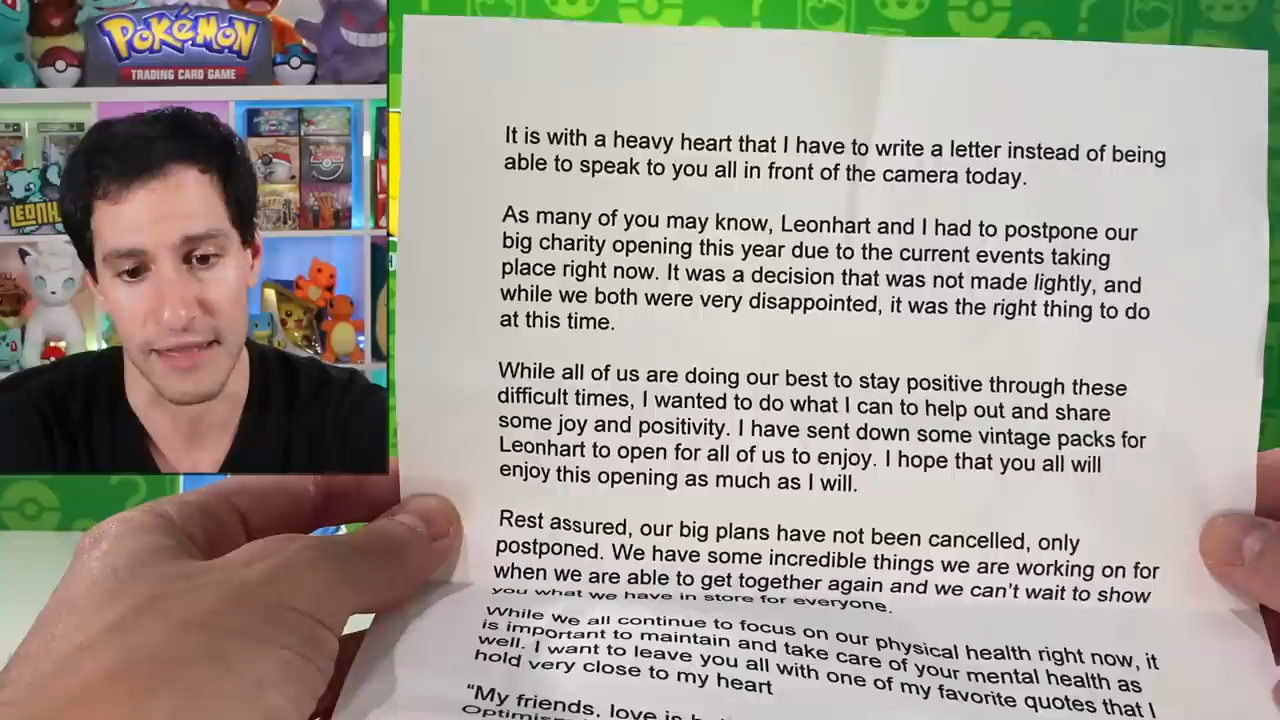 POKÉMON
TRADING CARD GAME
LEONH
It is with a heavy heart that I have to write a letter instead of being
able to speak to you all in front of the camera today.
As many of you may know, Leonhart and I had to postpone our
big charity opening this year due to the current events taking
place right now. It was a decision that was not made lightly, and
while we both were very disappointed, it was the right thing to do
at this time.
While all of us are doing our best to stay positive through these
difficult times, I wanted to do what I can to help out and share
some joy and positivity. I have sent down some vintage packs for
Leonhart to open for all of us to enjoy. I hope that you all will
enjoy this opening as much as I will.
Rest assured, our big plans have not been cancelled, only
postponed. We have some incredible things we are working on for
when we are able to get together again and we can't wait to show
you what we have in store for everyone.
While we all continue to focus on our physical health right now, it
is important to maintain and take care of your mental health as
well. I want to leave you all with one of my favorite quotes that I
hold very close to my heart
"My friends, love is
Optimism